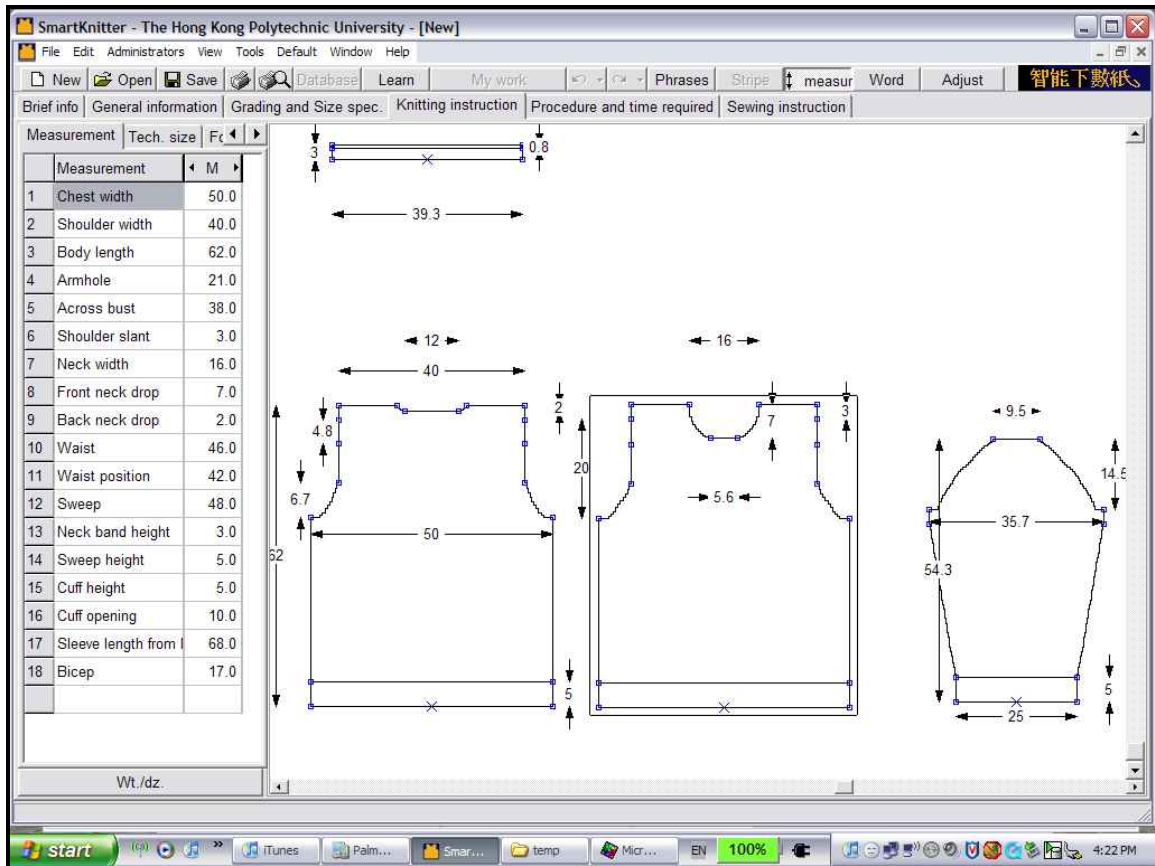 SmartKnitter - The Hong Kong Polytechnic University - [New]
File Edit Administrators View Tools Default Window Help
New Open Save Database Learn My work Phrases Stripe measur Word Adjust 智能下數紙
Brief info General information Grading and Size spec. Knitting instruction Procedure and time required Sewing instruction
Measurement Tech. size
Measurement M
1 Chest width 50.0
2 Shoulder width 40.0
3 Body length 62.0
4 Armhole 21.0
5 Across bust 38.0
6 Shoulder slant 3.0
7 Neck width 16.0
8 Front neck drop 7.0
9 Back neck drop 2.0
10 Waist 46.0
11 Waist position 42.0
12 Sweep 48.0
13 Neck band height 3.0
14 Sweep height 5.0
15 Cuff height 5.0
16 Cuff opening 10.0
17 Sleeve length from 68.0
18 Bicep 17.0
Wt./dz.
3 0.8
39.3
12
40
2
4.8
6.7
50
62
5
16
7
3
20
5.6
9.5
14.5
35.7
54.3
5
25
start iTunes Palm... Smar... temp Micr... EN 100% 4:22 PM